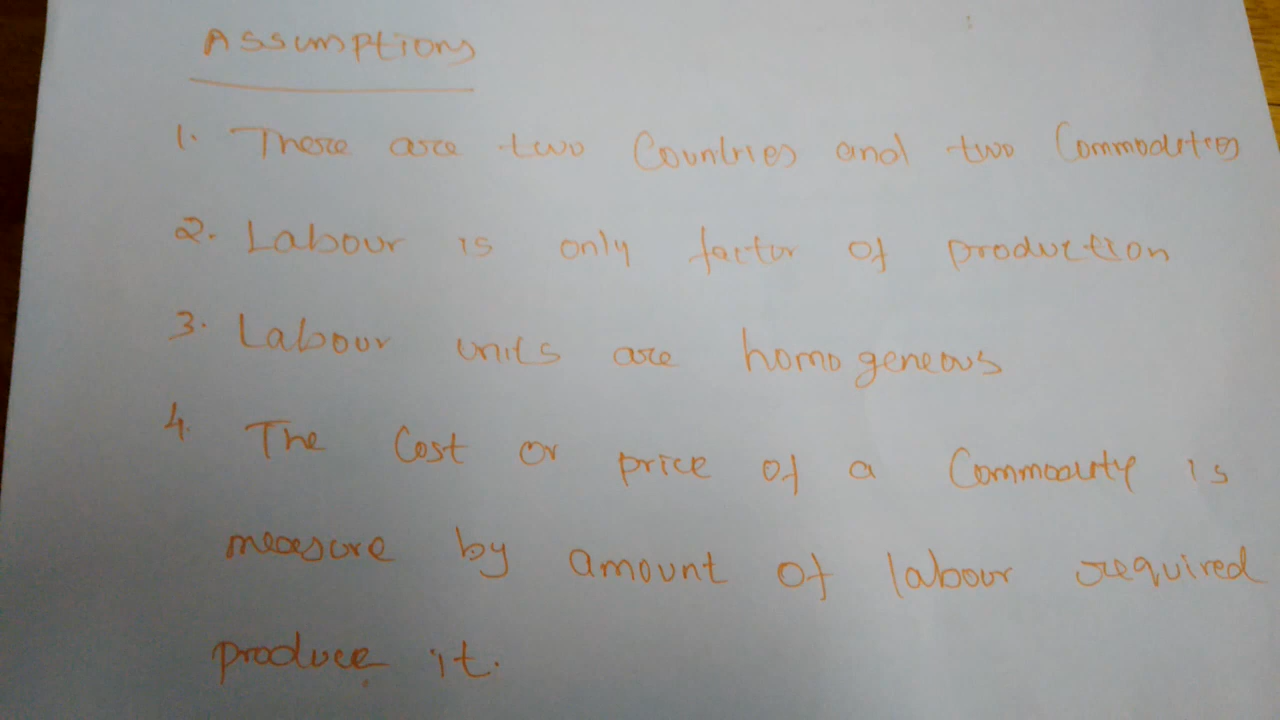 Assumptions
1. There are two Countries and two Commodities
2. Labour is only factor of production
3. Labour units are homogeneous
4. The Cost or price of a Commodity is
measure by amount of labour required
produce it.